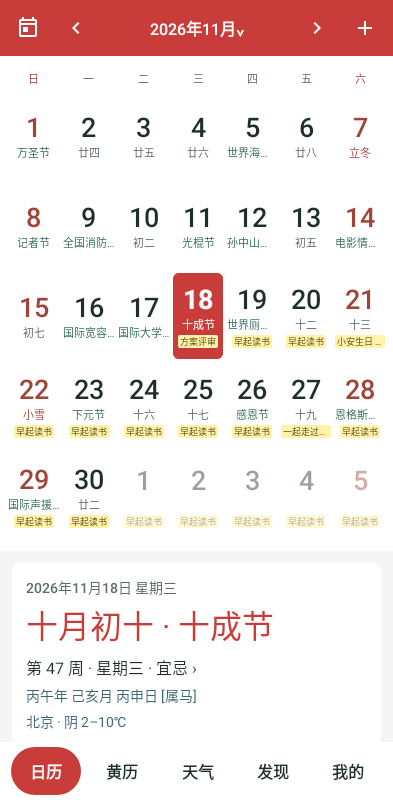 2026年11月
日 一 二 三 四 五 六
1 2 3 4 5 6 7
万圣节 廿四 廿五 廿六 世界海... 廿八 立冬
8 9 10 11 12 13 14
记者节 全国消防... 初二 光棍节 孙中山... 初五 电影情...
15 16 17 18 19 20 21
初七 国际宽容... 国际大学... 十成节 世界厕... 十二 十三
方案评审 早起读书 早起读书 小安生日...
22 23 24 25 26 27 28
小雪 下元节 十六 十七 感恩节 十九 恩格斯...
早起读书 早起读书 早起读书 早起读书 早起读书 一起走过... 早起读书
29 30 1 2 3 4 5
国际声援... 廿二
早起读书 早起读书 早起读书 早起读书 早起读书 早起读书 早起读书
2026年11月18日 星期三
十月初十 · 十成节
第 47 周 · 星期三 · 宜忌 ›
丙午年 己亥月 丙申日 [属马]
北京 · 阴 2–10℃
日历 黄历 天气 发现 我的